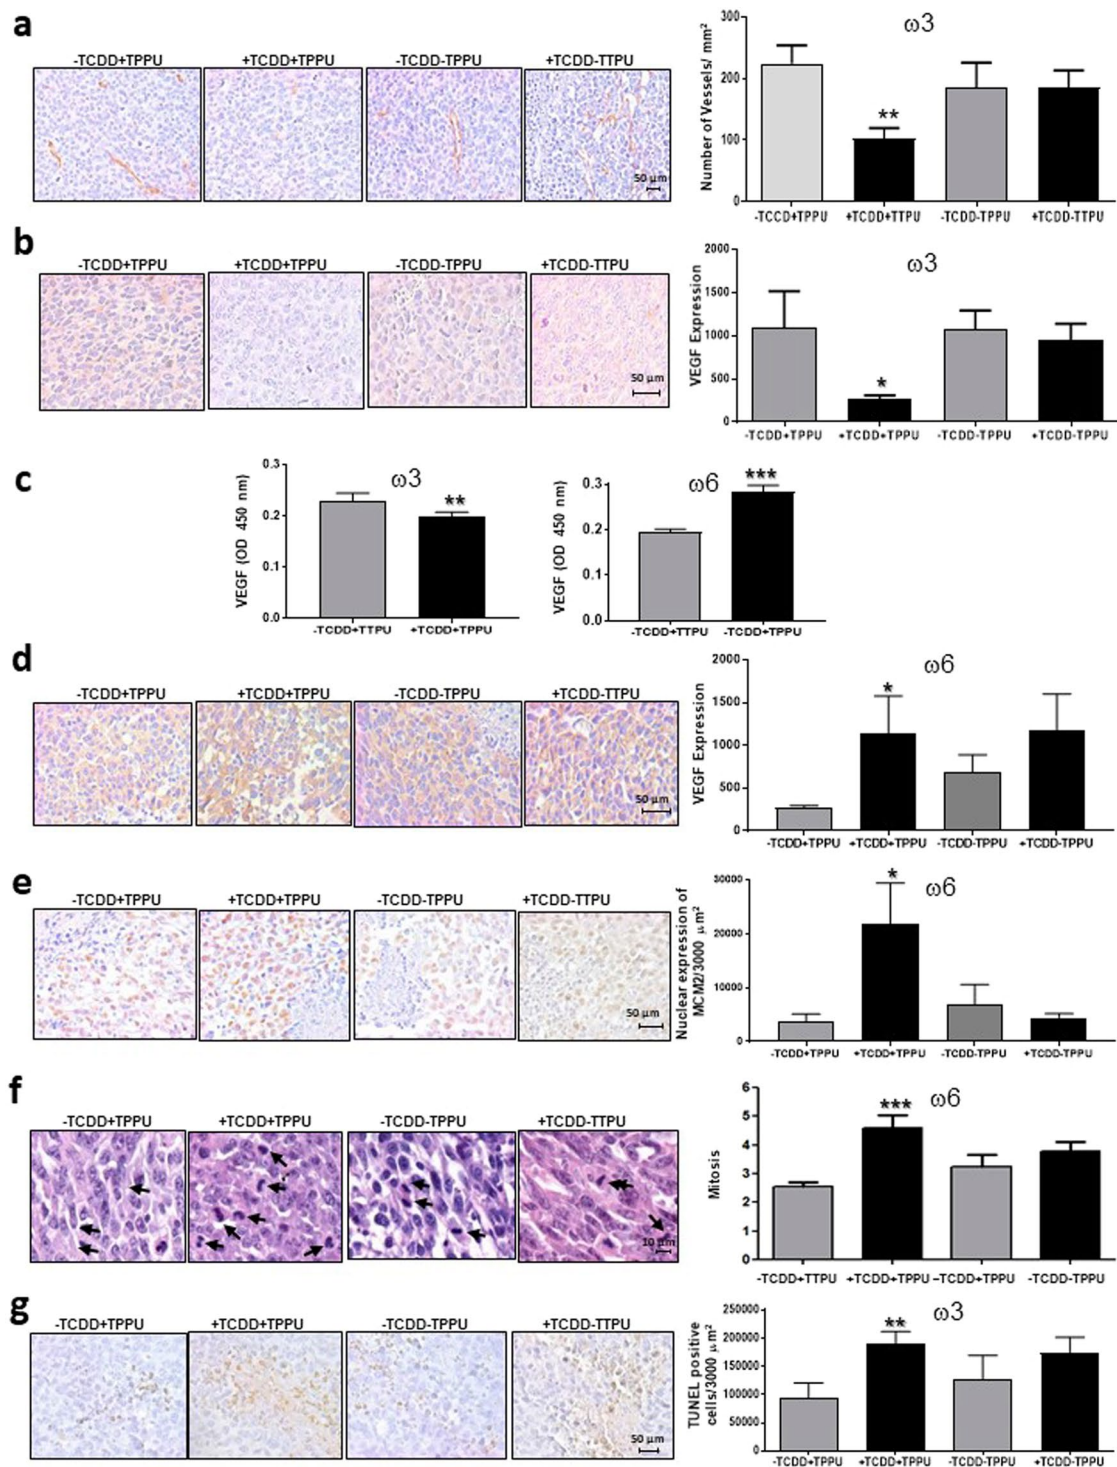 a
-TCDD+TPPU +TCDD+TPPU -TCDD-TPPU +TCDD-TTPU
50 µm
Number of Vessels/ mm²
300
200
100
0
ω3
**
-TCCD+TPPU +TCDD+TTPU -TCDD-TPPU +TCDD-TTPU
b
-TCDD+TPPU +TCDD+TPPU -TCDD-TPPU +TCDD-TTPU
50 µm
VEGF Expression
2000
1500
1000
500
0
ω3
*
-TCDD+TPPU +TCDD+TPPU -TCDD-TPPU +TCDD-TPPU
c
VEGF (OD 450 nm)
0.3
0.2
0.1
0.0
ω3
**
-TCDD+TTPU +TCDD+TPPU
VEGF (OD 450 nm)
0.3
0.2
0.1
0.0
ω6
***
-TCDD+TTPU -TCDD+TPPU
d
-TCDD+TPPU +TCDD+TPPU -TCDD-TPPU +TCDD-TTPU
50 µm
VEGF Expression
2000
1500
1000
500
0
ω6
*
-TCDD+TPPU +TCDD+TPPU -TCDD-TPPU +TCDD-TPPU
e
-TCDD+TPPU +TCDD+TPPU -TCDD-TPPU +TCDD-TTPU
50 µm
Nuclear expression of
MCM2/3000 µm²
30000
20000
10000
0
ω6
*
-TCDD+TPPU +TCDD+TPPU -TCDD-TPPU +TCDD-TPPU
f
-TCDD+TPPU +TCDD+TPPU -TCDD-TPPU +TCDD-TTPU
10 µm
Mitosis
6
5
4
3
2
1
0
ω6
***
-TCDD+TTPU +TCDD+TPPU -TCDD+TPPU -TCDD-TPPU
g
-TCDD+TPPU +TCDD+TPPU -TCDD-TPPU +TCDD-TTPU
50 µm
TUNEL positive
cells/3000 µm²
250000
200000
150000
100000
50000
0
ω3
**
-TCDD+TPPU +TCDD+TPPU -TCDD-TPPU +TCDD-TPPU